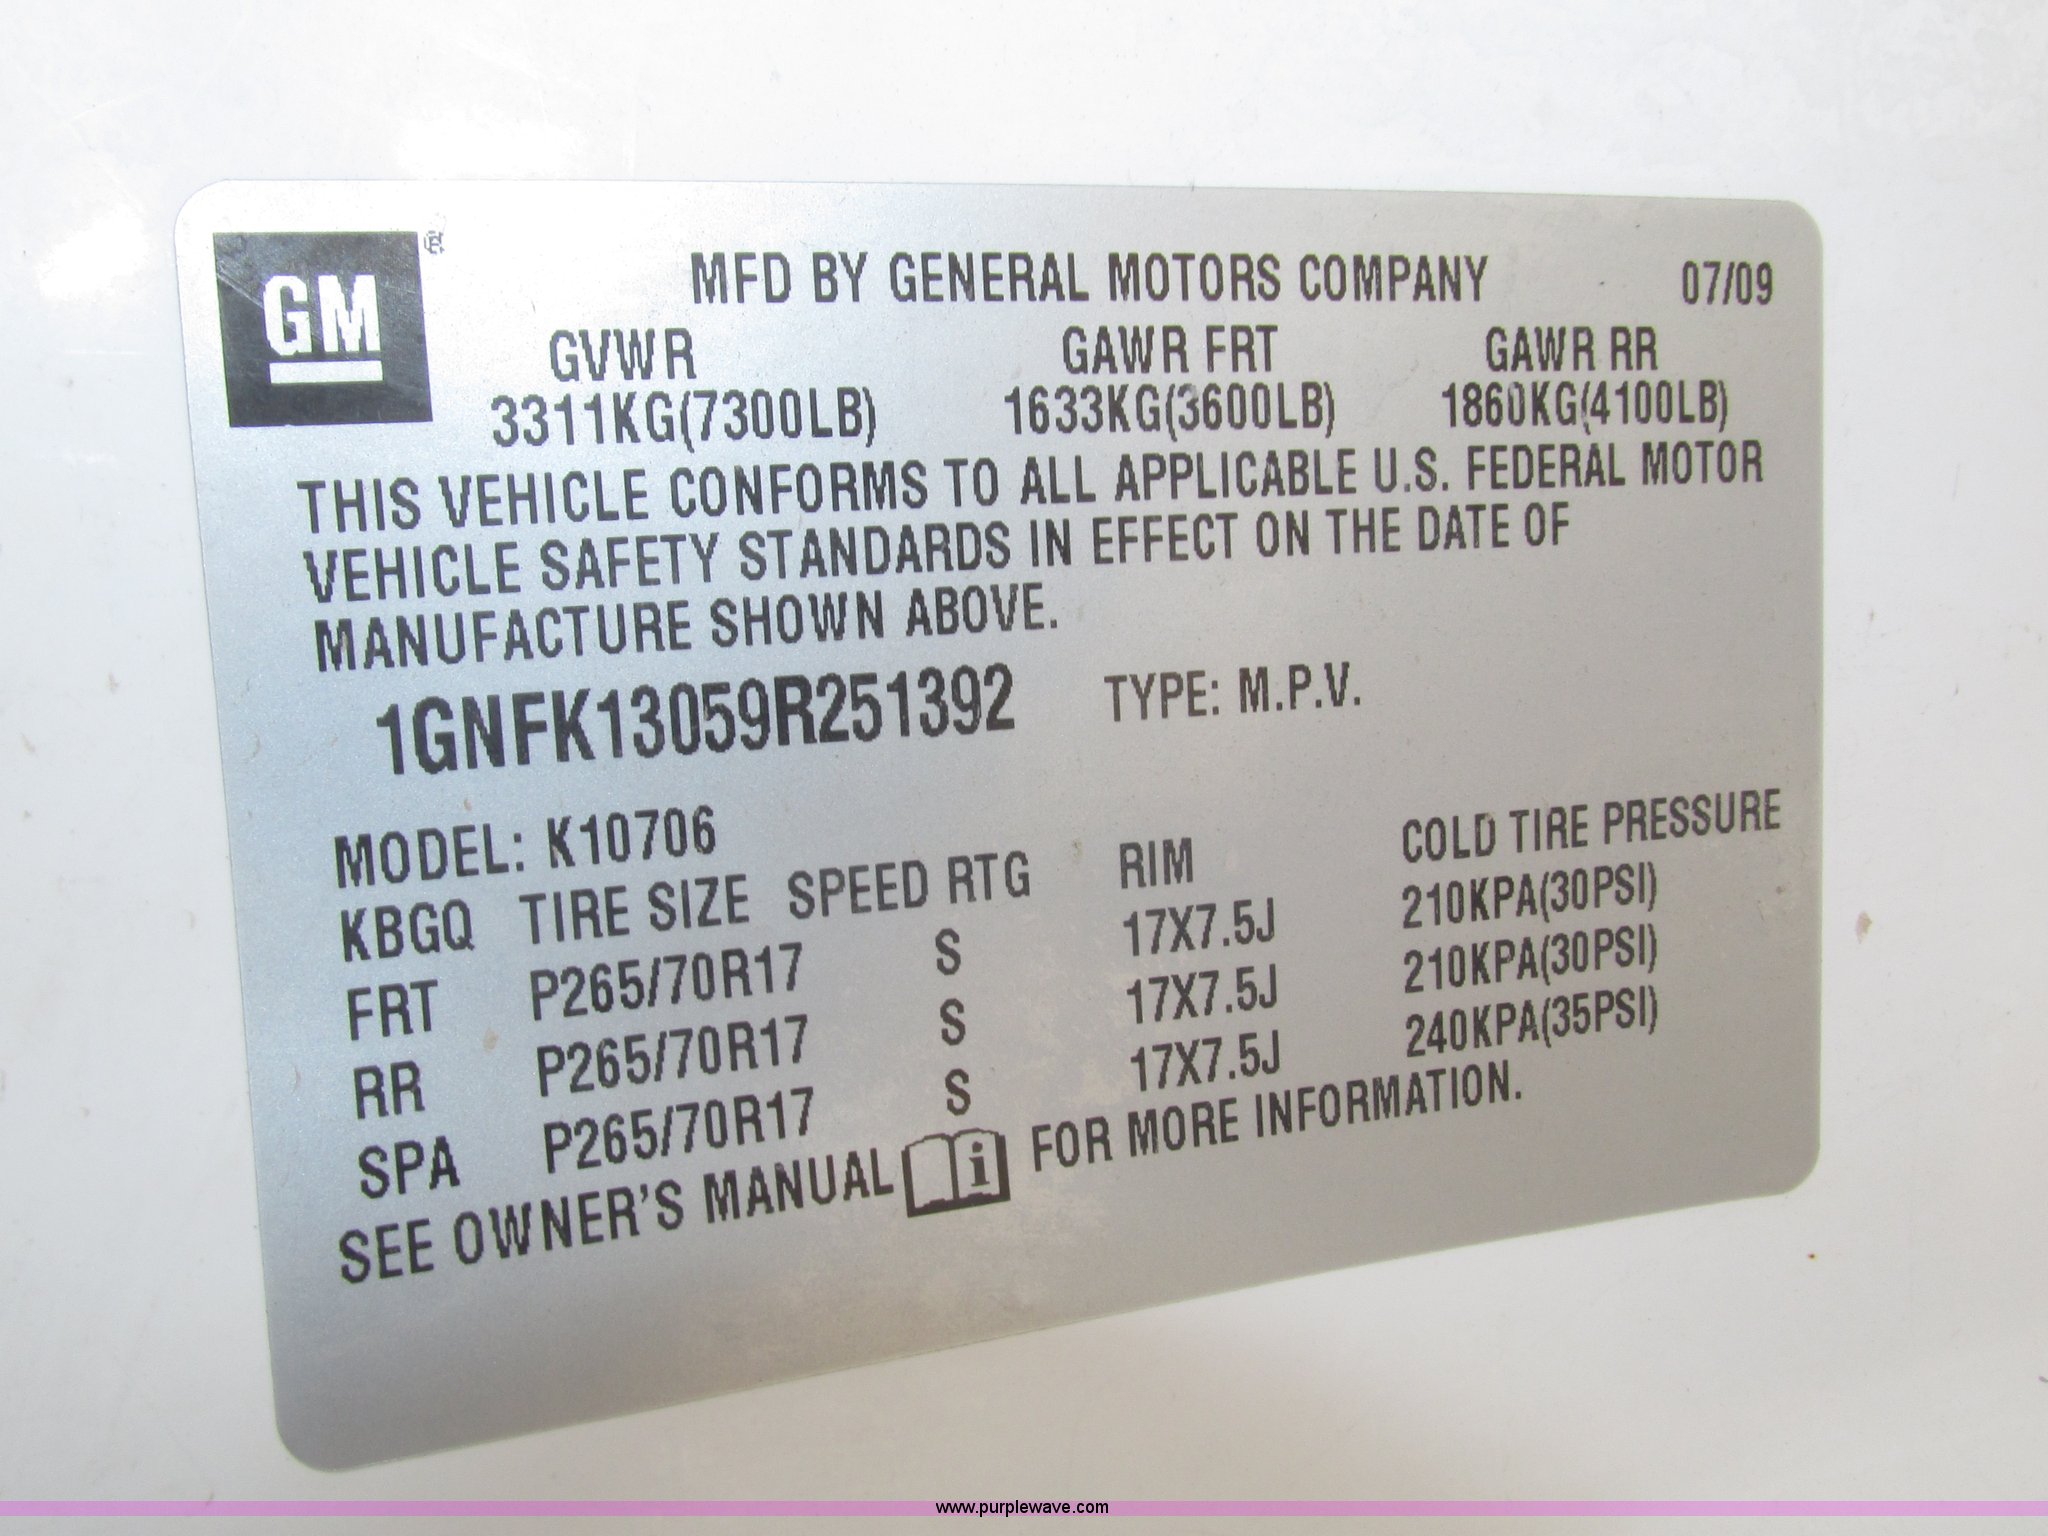 GM®
MFD BY GENERAL MOTORS COMPANY 07/09
GVWR GAWR FRT GAWR RR
3311KG(7300LB) 1633KG(3600LB) 1860KG(4100LB)
THIS VEHICLE CONFORMS TO ALL APPLICABLE U.S. FEDERAL MOTOR
VEHICLE SAFETY STANDARDS IN EFFECT ON THE DATE OF
MANUFACTURE SHOWN ABOVE.
1GNFK13059R251392 TYPE: M.P.V.
MODEL: K10706
KBGQ TIRE SIZE SPEED RTG RIM COLD TIRE PRESSURE
FRT P265/70R17 S 17X7.5J 210KPA(30PSI)
RR P265/70R17 S 17X7.5J 210KPA(30PSI)
SPA P265/70R17 S 17X7.5J 240KPA(35PSI)
SEE OWNER'S MANUAL i FOR MORE INFORMATION.
www.purplewave.com